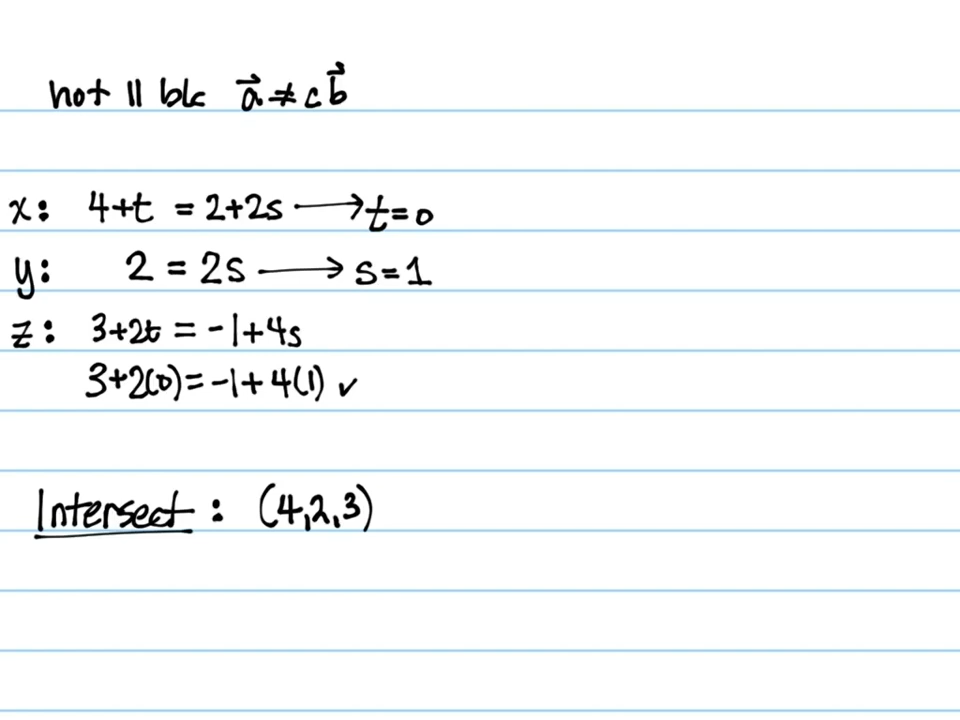 not || b/c a⃗ ≠ cb⃗
x: 4+t = 2+2s ⟶ t=0
y: 2 = 2s ⟶ s=1
z: 3+2t = -1+4s
3+2(0) = -1+4(1) ✓
Intersect: (4,2,3)